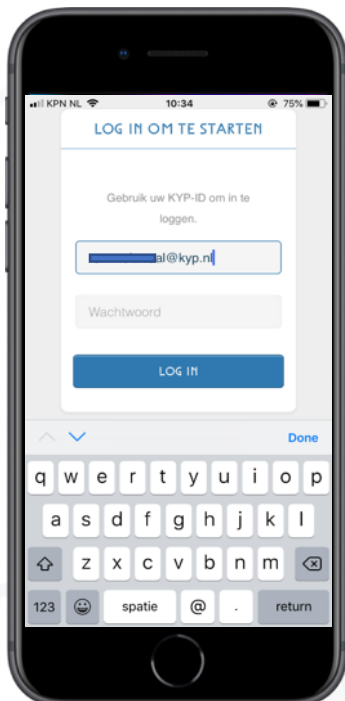 KPN NL 10:34 75%
LOG IN OM TE STARTEN
Gebruik uw KYP-ID om in te
loggen.
al@kyp.nl
Wachtwoord
LOG IN
Done
q w e r t y u i o p
a s d f g h j k l
z x c v b n m
123 spatie @ . return